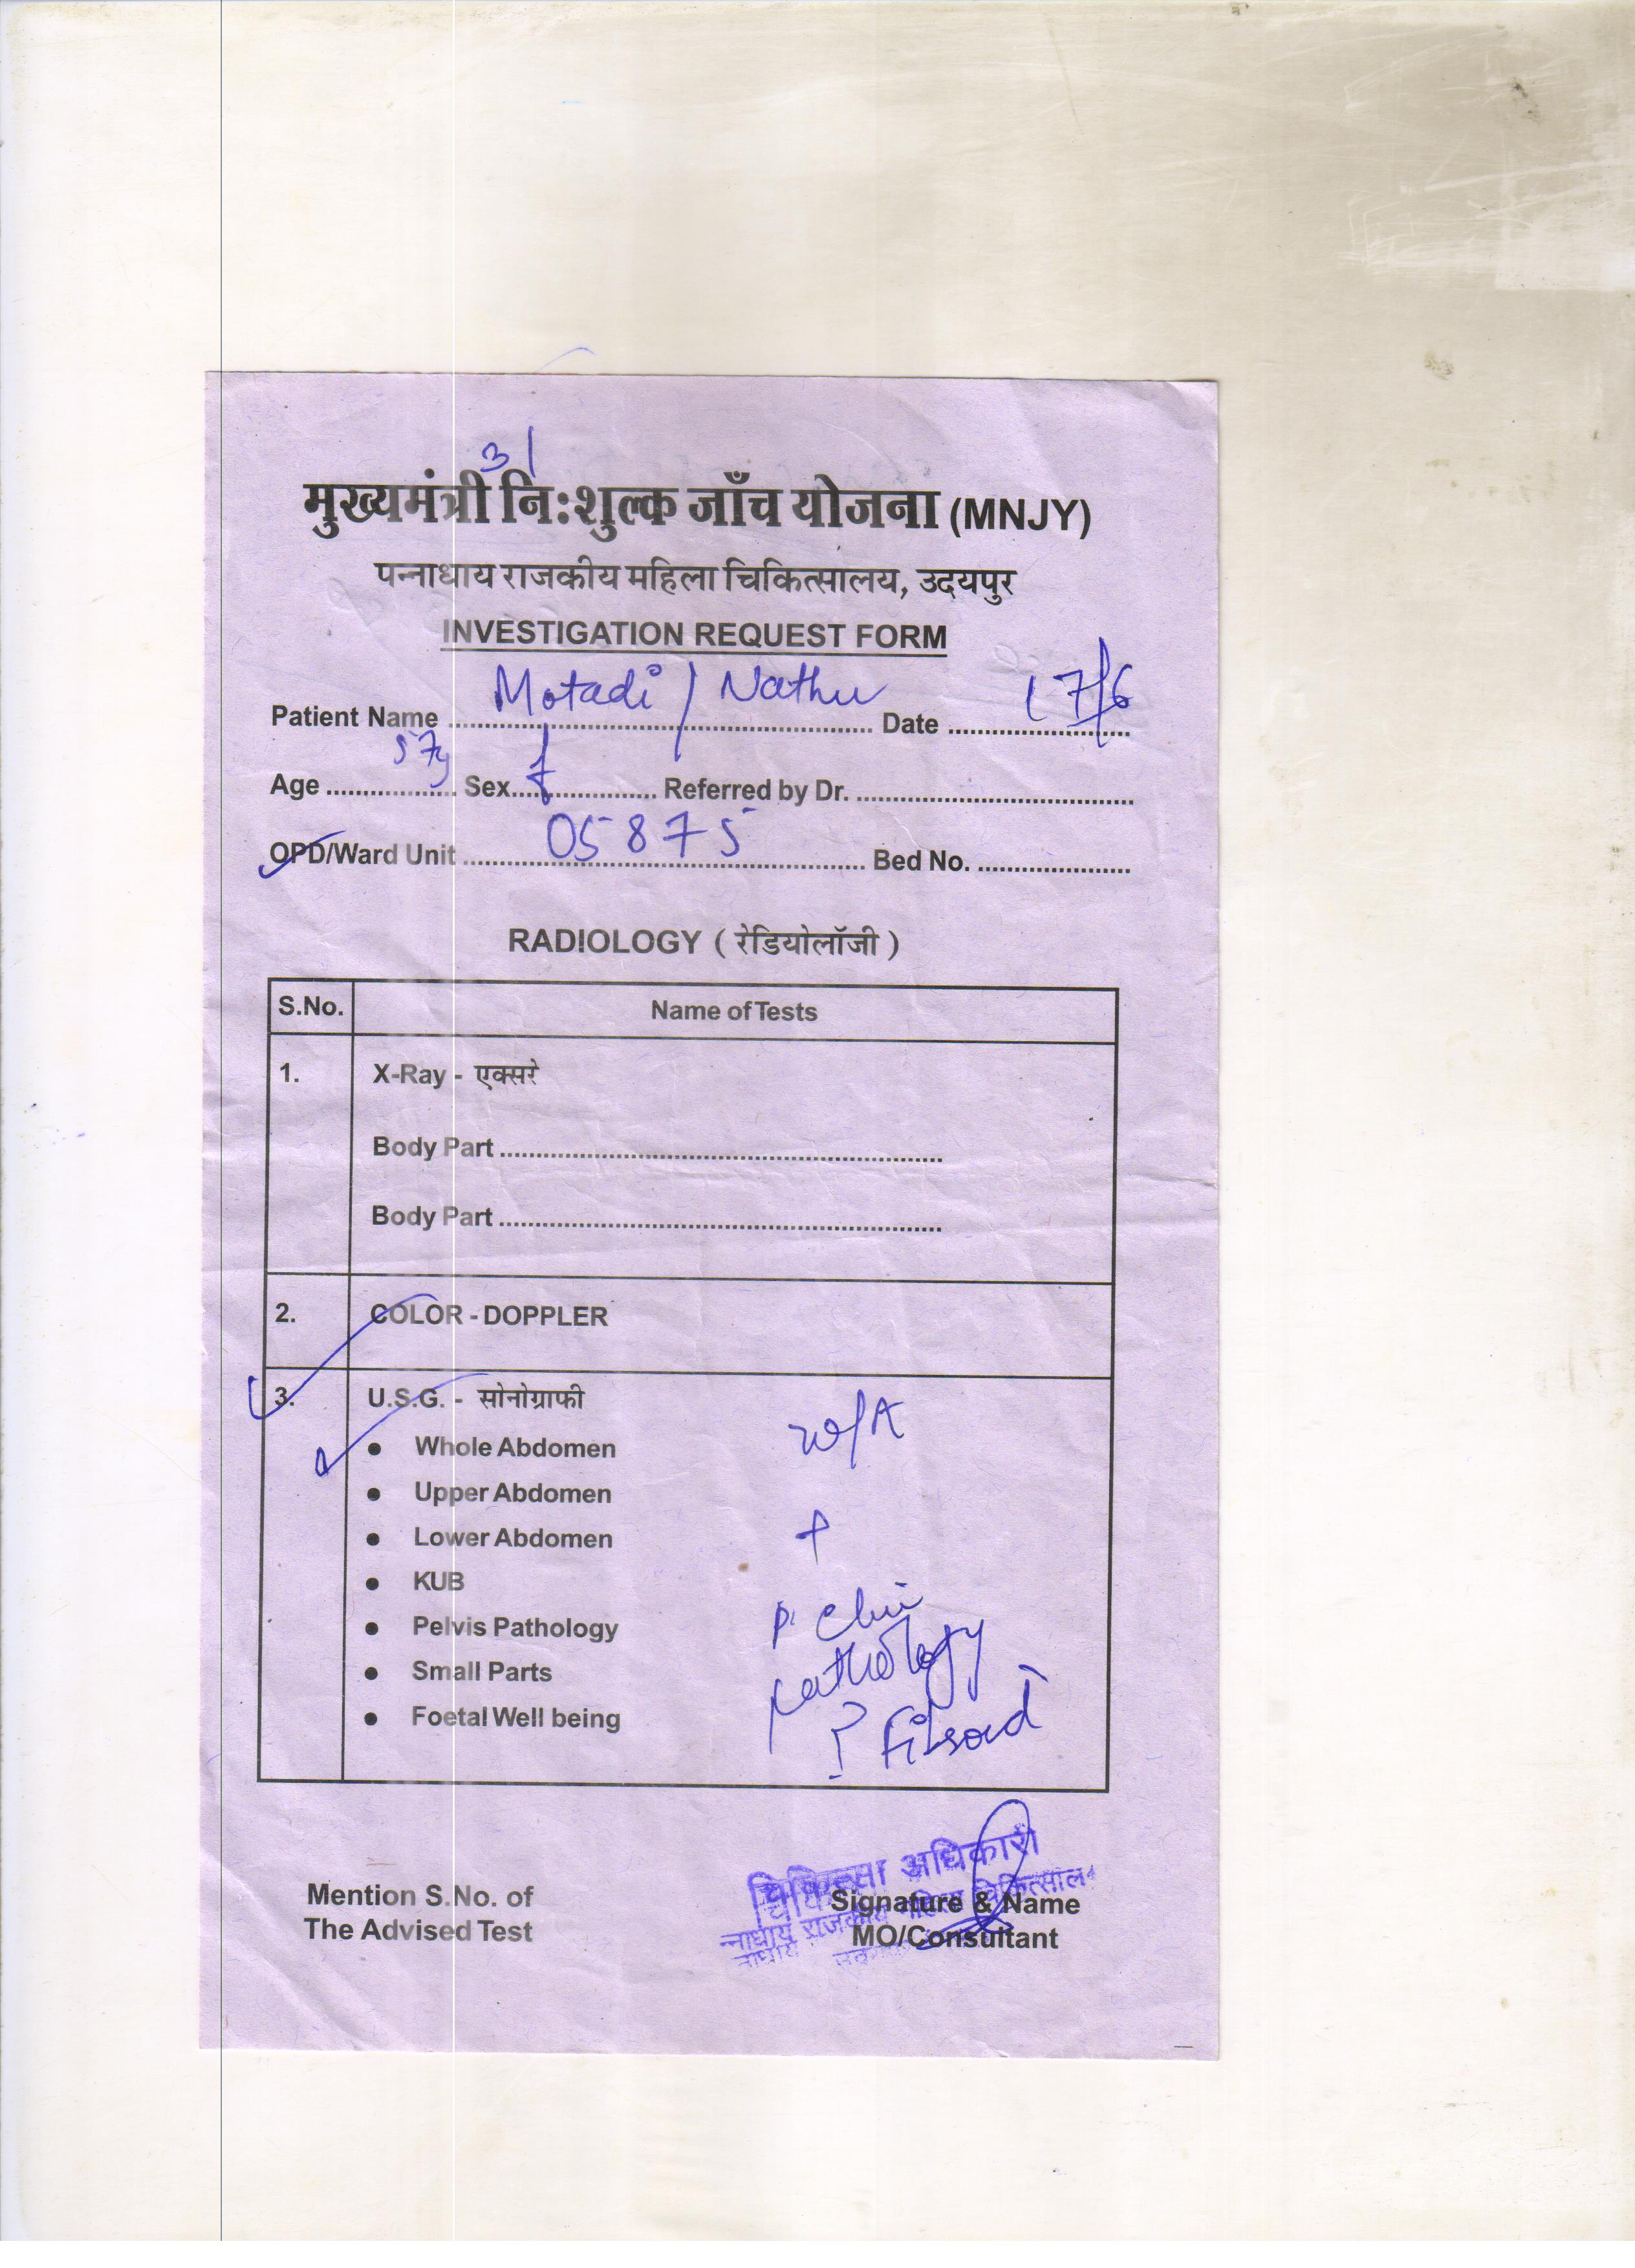 31
मुख्यमंत्री निःशुल्क जाँच योजना (MNJY)
पन्नाधाय राजकीय महिला चिकित्सालय, उदयपुर
INVESTIGATION REQUEST FORM
Patient Name Motadi / Nathu Date 17/6
Age 57y Sex f Referred by Dr.
OPD/Ward Unit 05875 Bed No.
RADIOLOGY ( रेडियोलॉजी )
S.No. Name of Tests
1. X-Ray - एक्सरे
Body Part
Body Part
2. COLOR - DOPPLER
3. U.S.G. - सोनोग्राफी
• Whole Abdomen w/A
• Upper Abdomen
• Lower Abdomen +
• KUB
• Pelvis Pathology
• Small Parts pathology
• Foetal Well being ?
चिकित्सा अधिकारी
Mention S.No. of Signature & Name
The Advised Test MO/Consultant